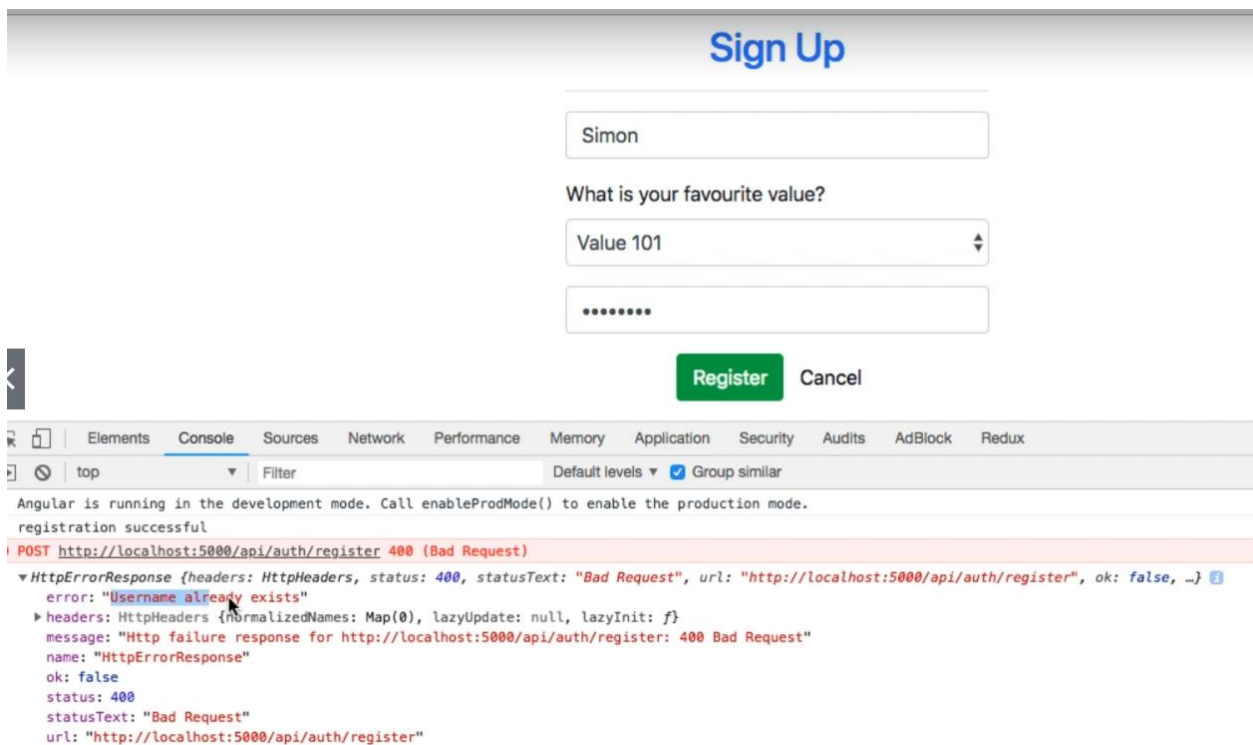 Sign Up
Simon
What is your favourite value?
Value 101
••••••••
Register Cancel
Elements Console Sources Network Performance Memory Application Security Audits AdBlock Redux
top Filter Default levels Group similar
Angular is running in the development mode. Call enableProdMode() to enable the production mode.
registration successful
POST http://localhost:5000/api/auth/register 400 (Bad Request)
HttpErrorResponse {headers: HttpHeaders, status: 400, statusText: "Bad Request", url: "http://localhost:5000/api/auth/register", ok: false, …}
error: "Username already exists"
headers: HttpHeaders {normalizedNames: Map(0), lazyUpdate: null, lazyInit: ƒ}
message: "Http failure response for http://localhost:5000/api/auth/register: 400 Bad Request"
name: "HttpErrorResponse"
ok: false
status: 400
statusText: "Bad Request"
url: "http://localhost:5000/api/auth/register"